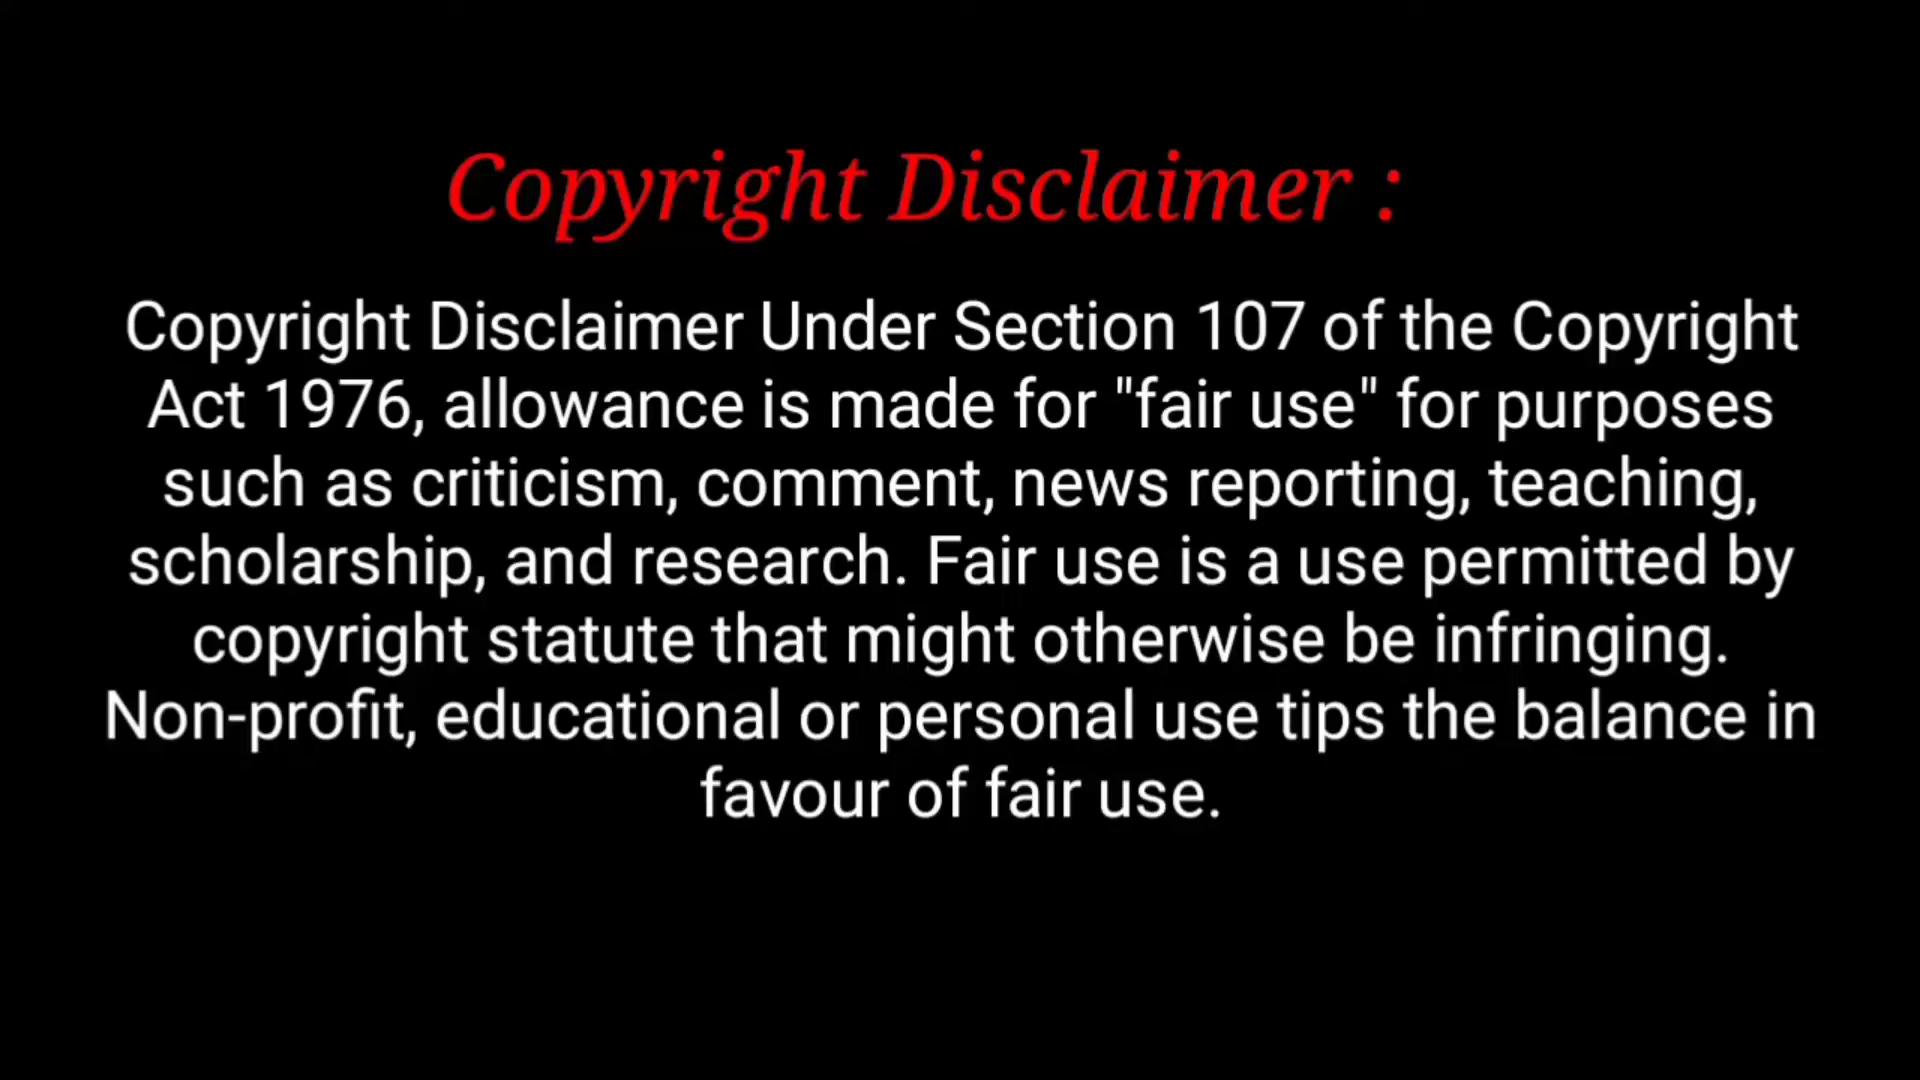 Copyright Disclaimer :
Copyright Disclaimer Under Section 107 of the Copyright
Act 1976, allowance is made for "fair use" for purposes
such as criticism, comment, news reporting, teaching,
scholarship, and research. Fair use is a use permitted by
copyright statute that might otherwise be infringing.
Non-profit, educational or personal use tips the balance in
favour of fair use.